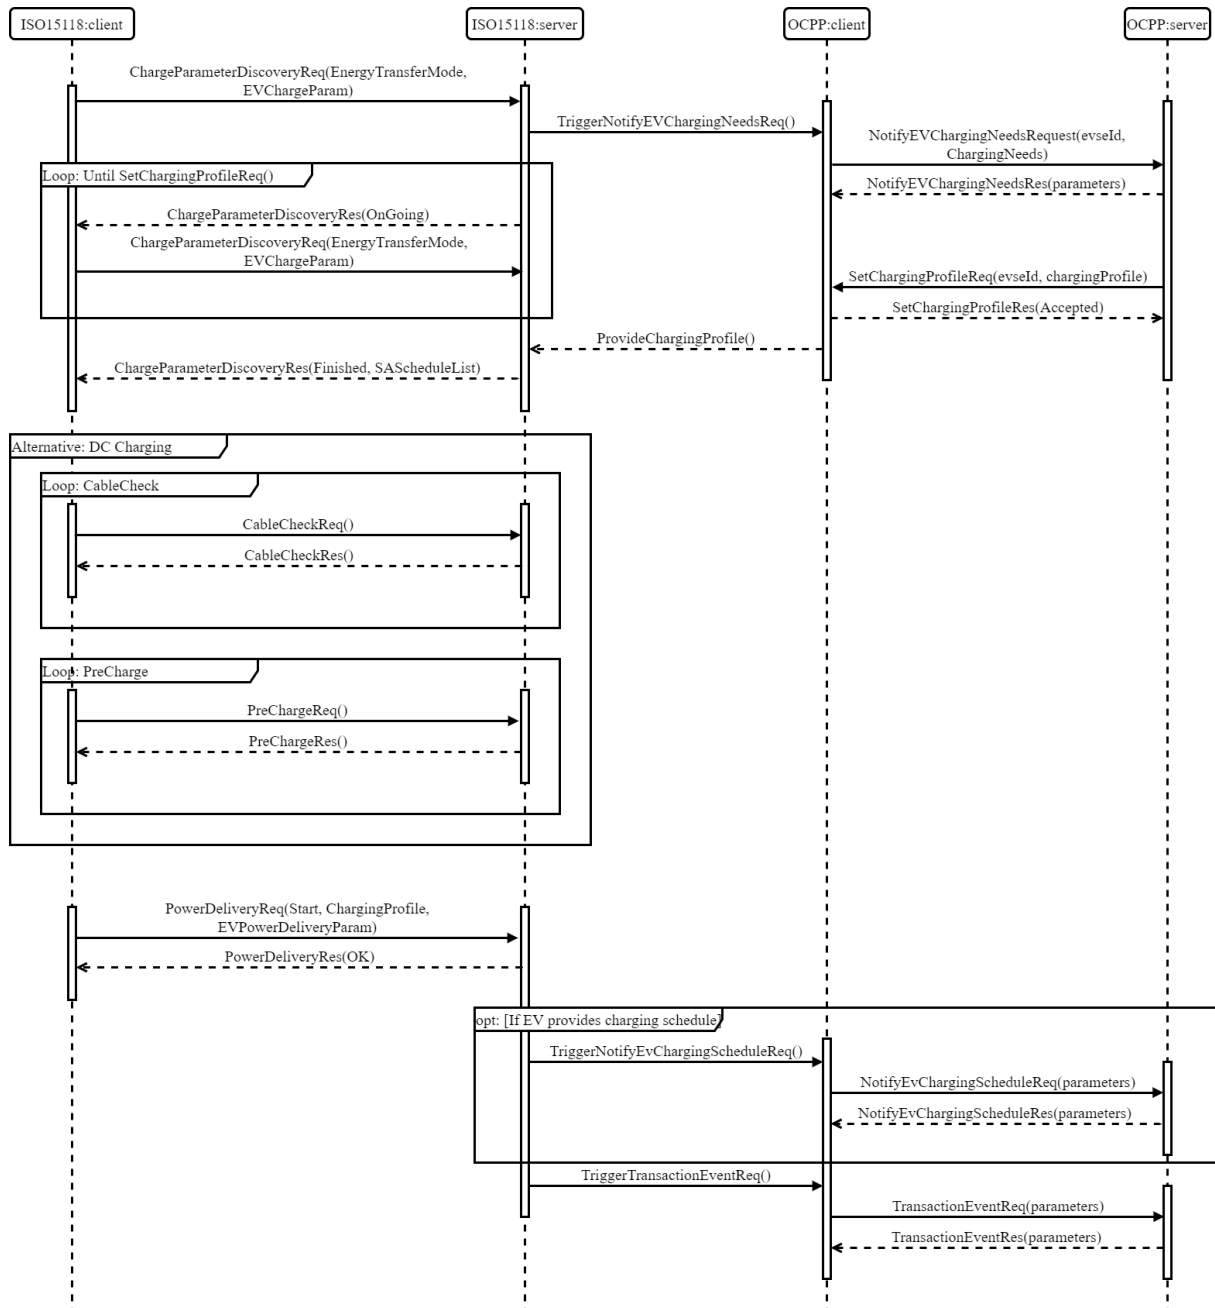 ISO15118:client
ISO15118:server
OCPP:client
OCPP:server
ChargeParameterDiscoveryReq(EnergyTransferMode,
EVChargeParam)
TriggerNotifyEVChargingNeedsReq()
NotifyEVChargingNeedsRequest(evseId,
ChargingNeeds)
Loop: Until SetChargingProfileReq()
NotifyEVChargingNeedsRes(parameters)
ChargeParameterDiscoveryRes(OnGoing)
ChargeParameterDiscoveryReq(EnergyTransferMode,
EVChargeParam)
SetChargingProfileReq(evseId, chargingProfile)
SetChargingProfileRes(Accepted)
ProvideChargingProfile()
ChargeParameterDiscoveryRes(Finished, SAScheduleList)
Alternative: DC Charging
Loop: CableCheck
CableCheckReq()
CableCheckRes()
Loop: PreCharge
PreChargeReq()
PreChargeRes()
PowerDeliveryReq(Start, ChargingProfile,
EVPowerDeliveryParam)
PowerDeliveryRes(OK)
opt: [If EV provides charging schedule]
TriggerNotifyEvChargingScheduleReq()
NotifyEvChargingScheduleReq(parameters)
NotifyEvChargingScheduleRes(parameters)
TriggerTransactionEventReq()
TransactionEventReq(parameters)
TransactionEventRes(parameters)